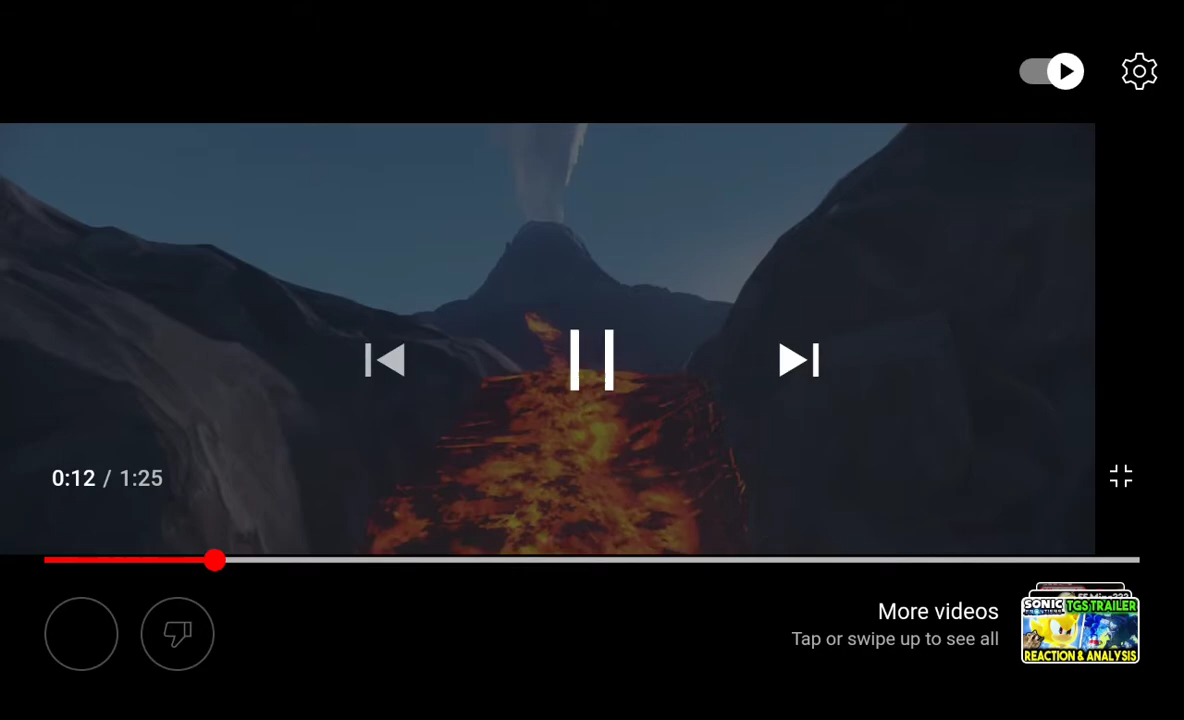 0:12 / 1:25
More videos
Tap or swipe up to see all
SONIC TGS TRAILER
REACTION & ANALYSIS